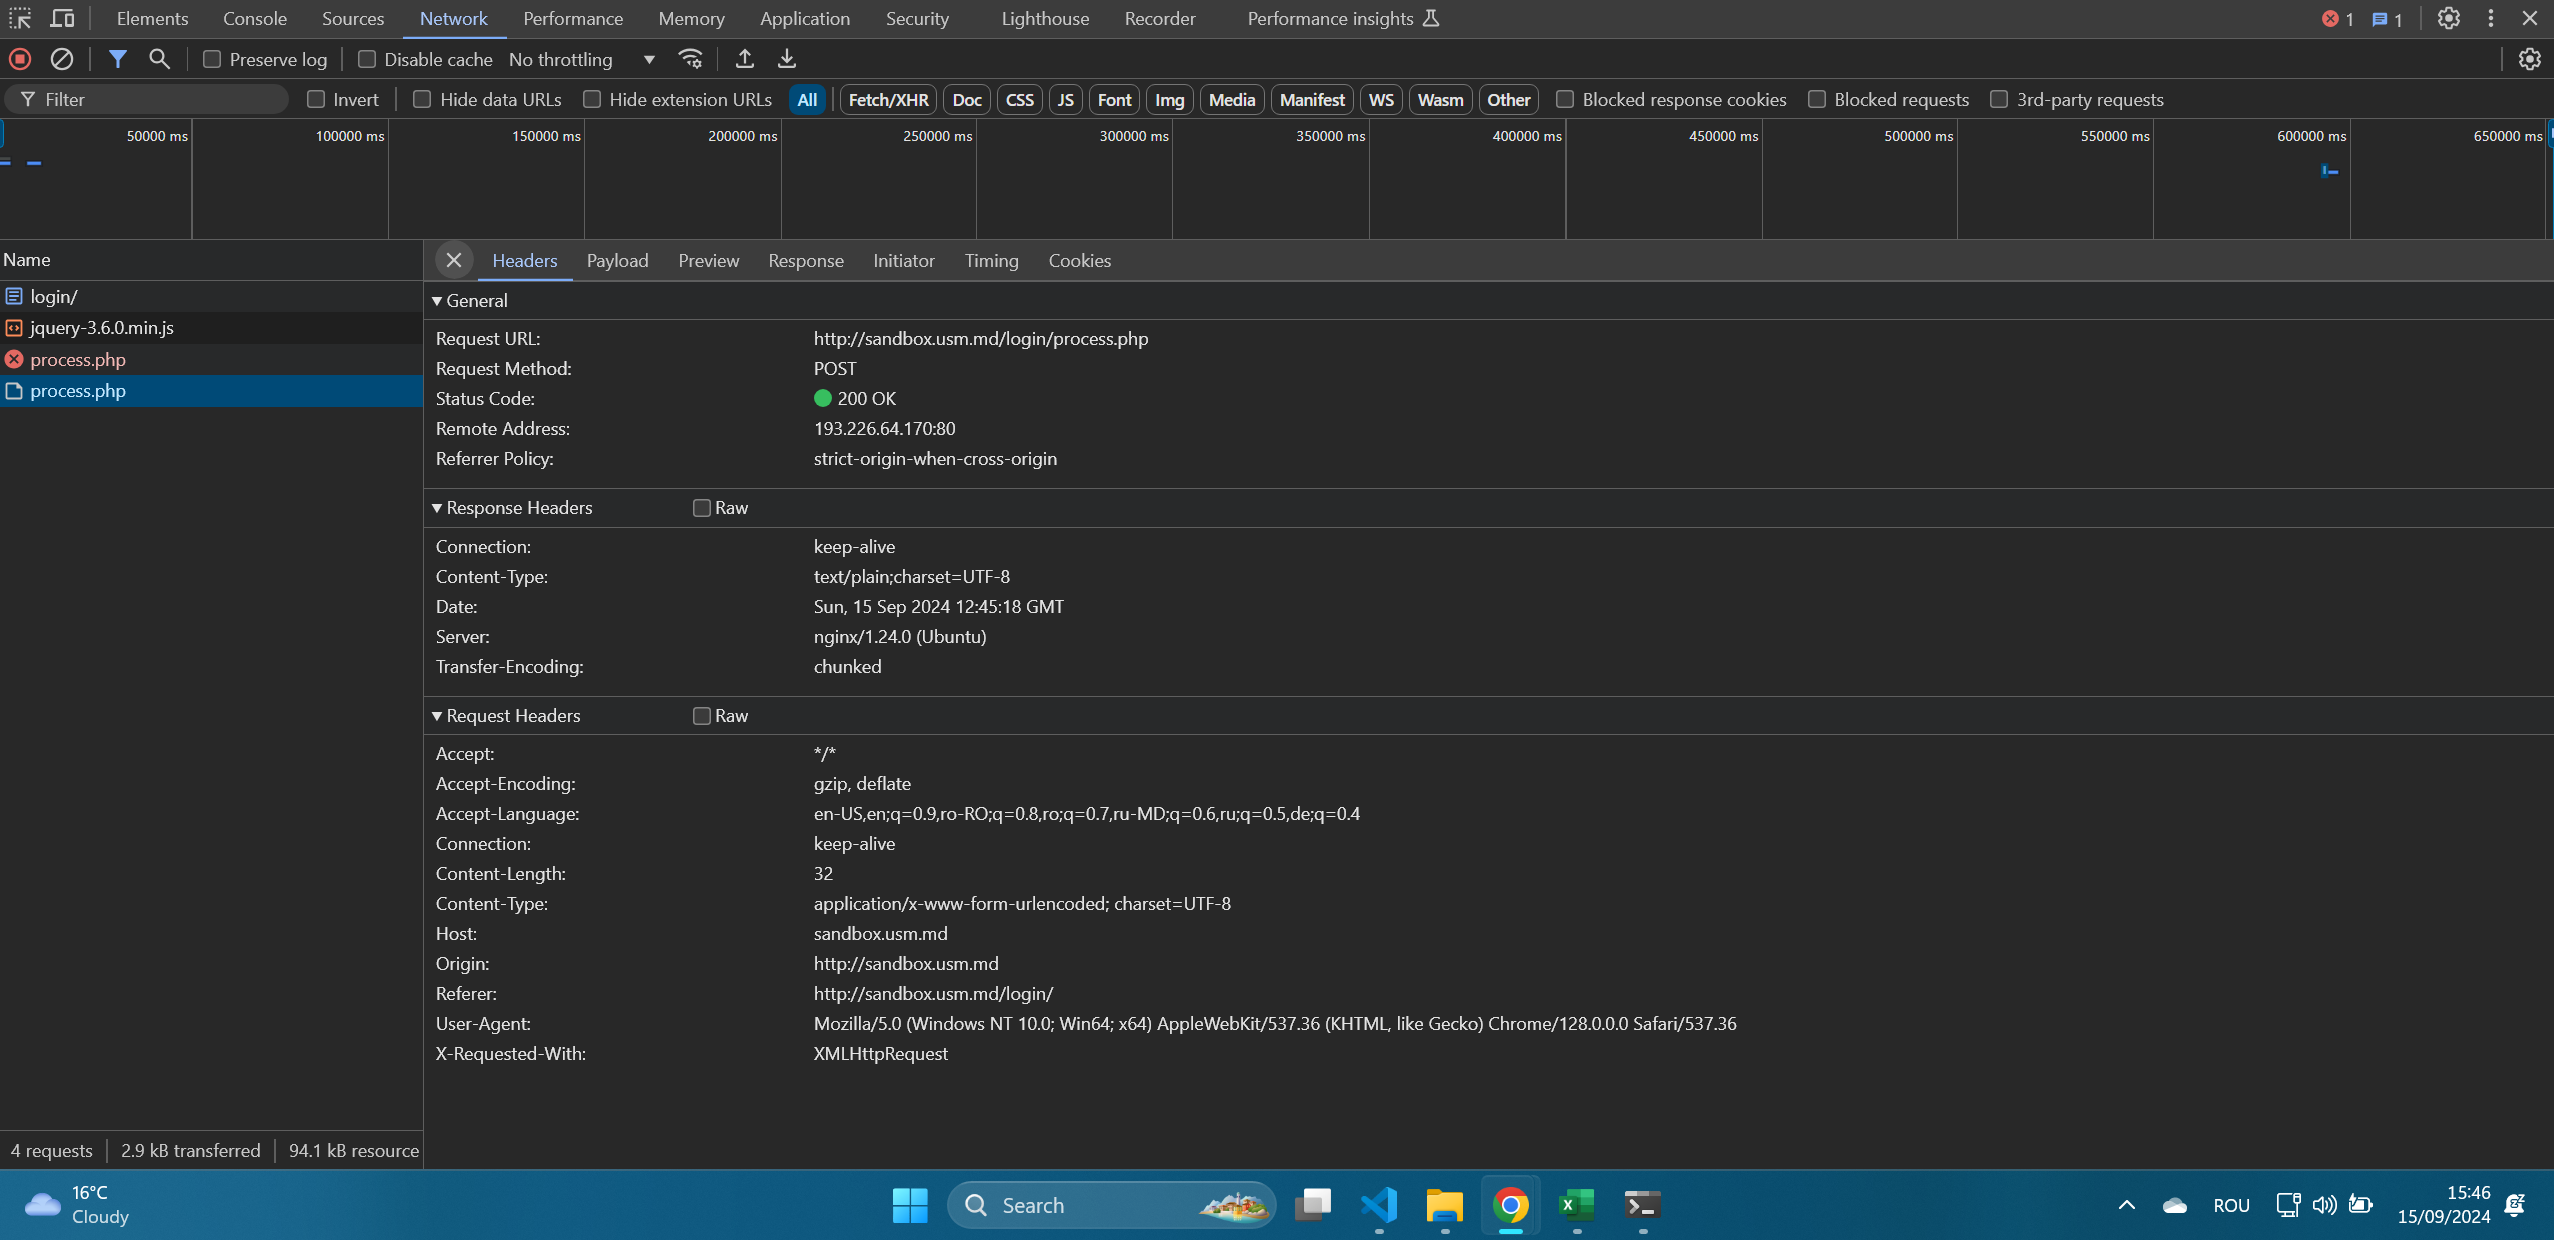 Elements Console Sources Network Performance Memory Application Security Lighthouse Recorder Performance insights 1 1
Preserve log Disable cache No throttling
Filter Invert Hide data URLs Hide extension URLs All Fetch/XHR Doc CSS JS Font Img Media Manifest WS Wasm Other Blocked response cookies Blocked requests 3rd-party requests
50000 ms 100000 ms 150000 ms 200000 ms 250000 ms 300000 ms 350000 ms 400000 ms 450000 ms 500000 ms 550000 ms 600000 ms 650000 ms
Name
login/
jquery-3.6.0.min.js
process.php
process.php
4 requests 2.9 kB transferred 94.1 kB resource
Headers Payload Preview Response Initiator Timing Cookies
General
Request URL: http://sandbox.usm.md/login/process.php
Request Method: POST
Status Code: 200 OK
Remote Address: 193.226.64.170:80
Referrer Policy: strict-origin-when-cross-origin
Response Headers Raw
Connection: keep-alive
Content-Type: text/plain;charset=UTF-8
Date: Sun, 15 Sep 2024 12:45:18 GMT
Server: nginx/1.24.0 (Ubuntu)
Transfer-Encoding: chunked
Request Headers Raw
Accept: */*
Accept-Encoding: gzip, deflate
Accept-Language: en-US,en;q=0.9,ro-RO;q=0.8,ro;q=0.7,ru-MD;q=0.6,ru;q=0.5,de;q=0.4
Connection: keep-alive
Content-Length: 32
Content-Type: application/x-www-form-urlencoded; charset=UTF-8
Host: sandbox.usm.md
Origin: http://sandbox.usm.md
Referer: http://sandbox.usm.md/login/
User-Agent: Mozilla/5.0 (Windows NT 10.0; Win64; x64) AppleWebKit/537.36 (KHTML, like Gecko) Chrome/128.0.0.0 Safari/537.36
X-Requested-With: XMLHttpRequest
16°C
Cloudy
Search
ROU
15:46
15/09/2024